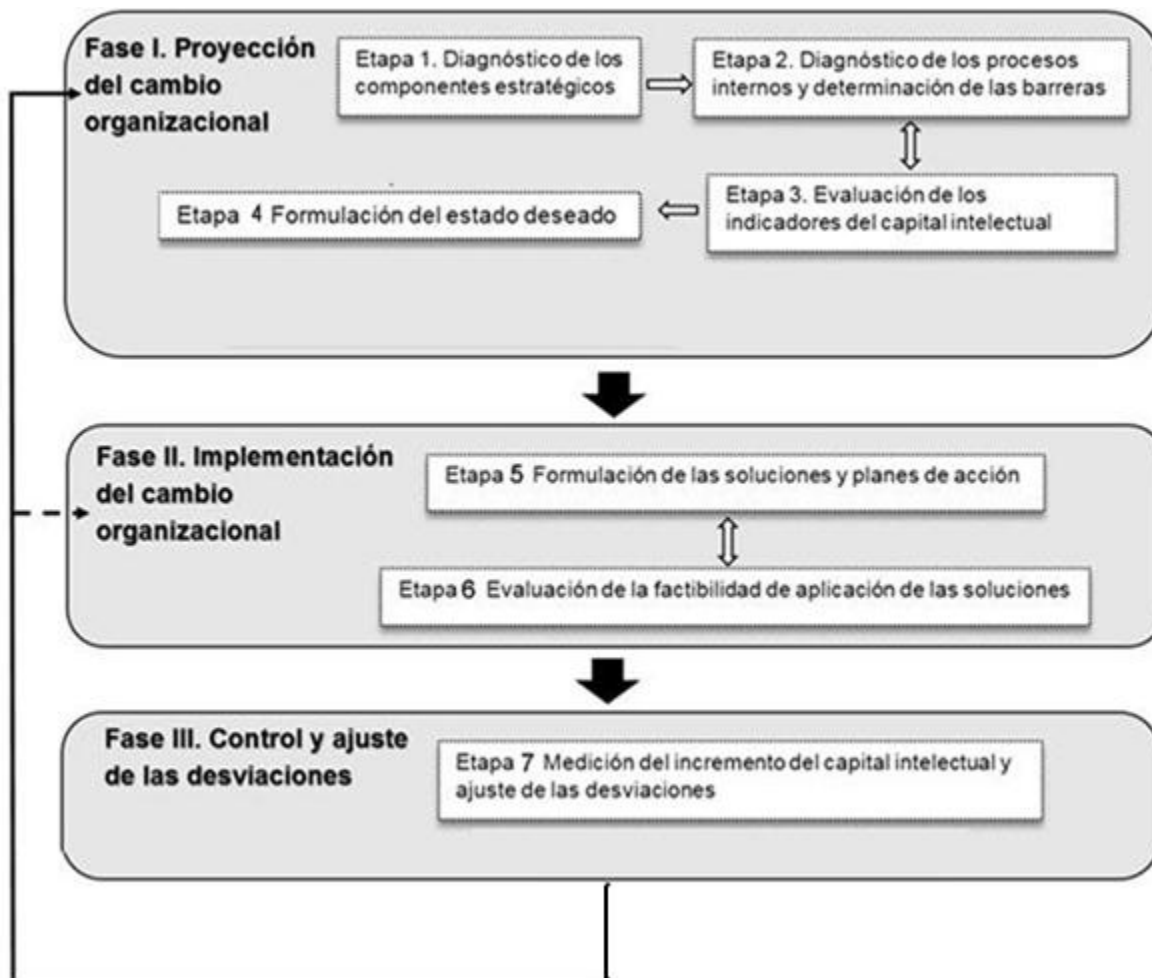 Fase I. Proyección
del cambio
organizacional
Etapa 1. Diagnóstico de los
componentes estratégicos
Etapa 2. Diagnóstico de los procesos
internos y determinación de las barreras
Etapa 3. Evaluación de los
indicadores del capital intelectual
Etapa 4 Formulación del estado deseado
Fase II. Implementación
del cambio
organizacional
Etapa 5 Formulación de las soluciones y planes de acción
Etapa 6 Evaluación de la factibilidad de aplicación de las soluciones
Fase III. Control y ajuste
de las desviaciones
Etapa 7 Medición del incremento del capital intelectual y
ajuste de las desviaciones